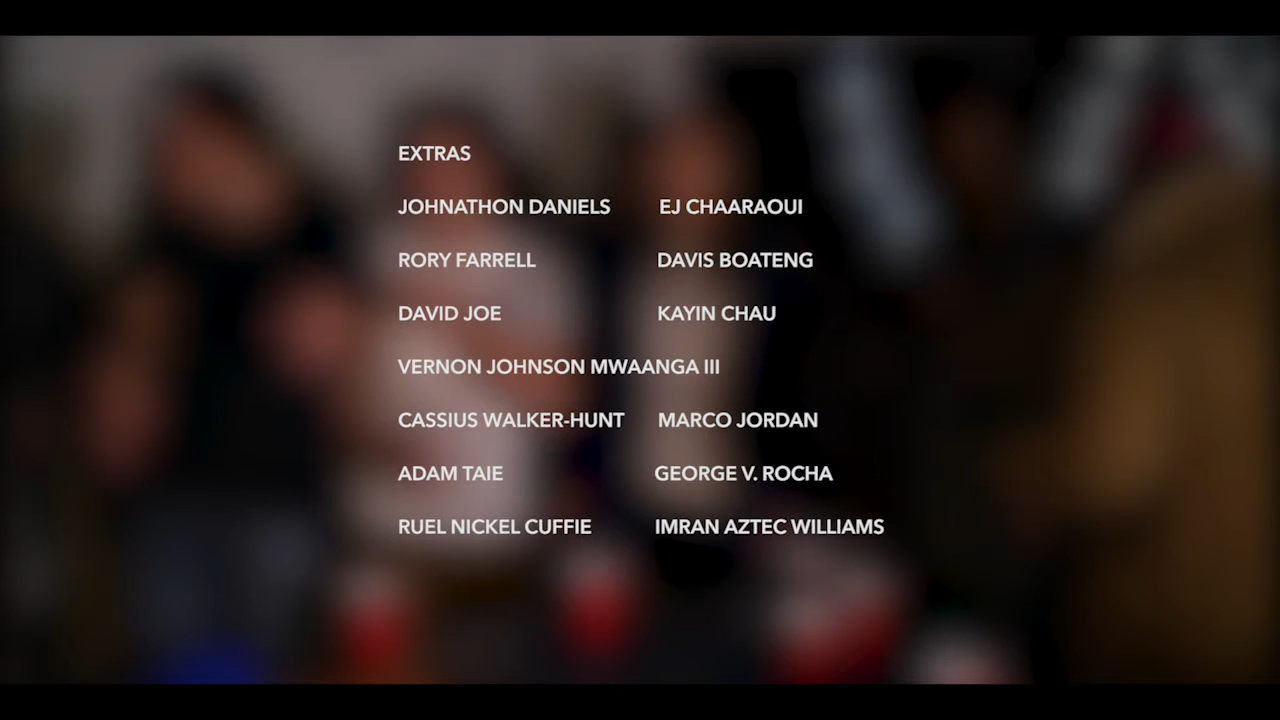 EXTRAS
JOHNATHON DANIELS EJ CHAARAOUI
RORY FARRELL DAVIS BOATENG
DAVID JOE KAYIN CHAU
VERNON JOHNSON MWAANGA III
CASSIUS WALKER-HUNT MARCO JORDAN
ADAM TAIE GEORGE V. ROCHA
RUEL NICKEL CUFFIE IMRAN AZTEC WILLIAMS